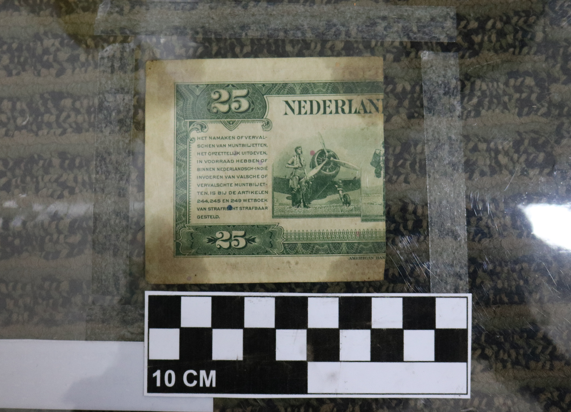 25
NEDERLAN
HET NAMAKEN OF VERVAL-
SCHEN VAN MUNTBILJETTEN,
HET OPZETTELIJK UITGEVEN,
IN VOORRAAD HEBBEN OF
BINNEN NEDERLANDSCH-INDIË
INVOEREN VAN VALSCHE OF
VERVALSCHTE MUNTBILJET-
TEN, IS BIJ DE ARTIKELEN
244, 245 EN 249 HETBOEK
VAN STRAFRECHT STRAFBAAR
GESTELD.
25
10 CM